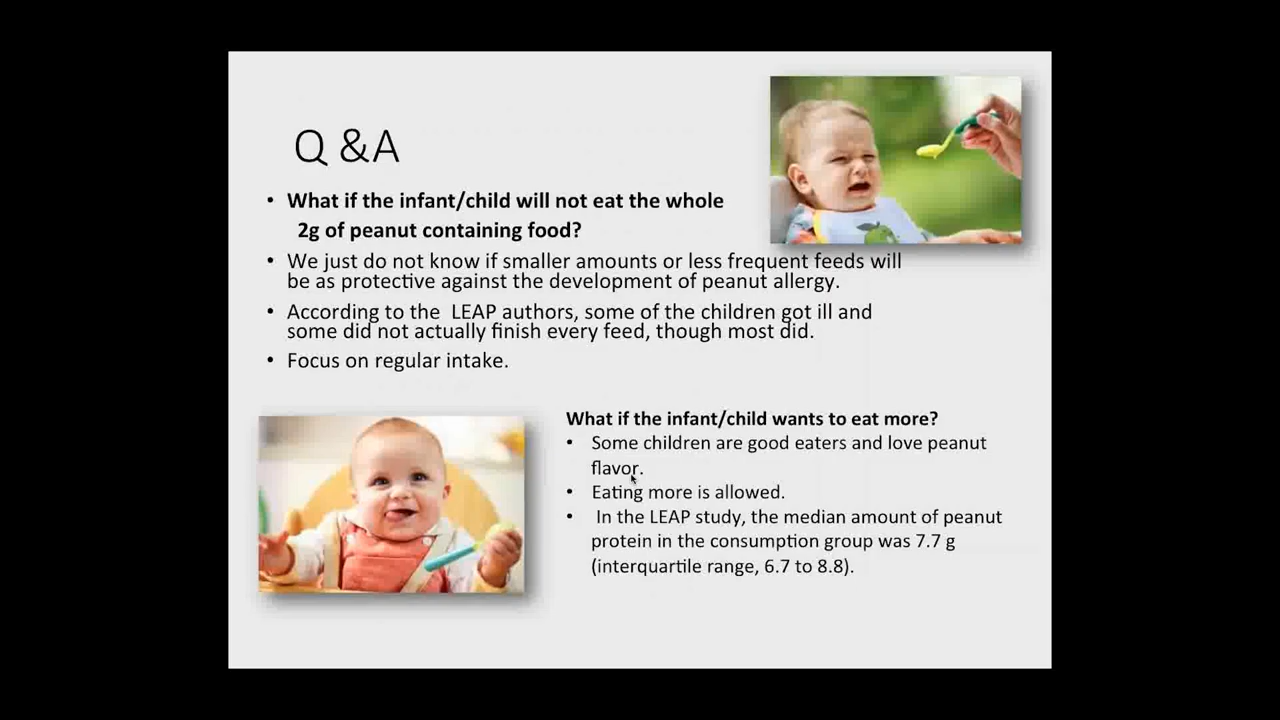 Q &A
• What if the infant/child will not eat the whole
2g of peanut containing food?
• We just do not know if smaller amounts or less frequent feeds will
be as protective against the development of peanut allergy.
• According to the  LEAP authors, some of the children got ill and
some did not actually finish every feed, though most did.
• Focus on regular intake.
What if the infant/child wants to eat more?
• Some children are good eaters and love peanut
flavor.
• Eating more is allowed.
•  In the LEAP study, the median amount of peanut
protein in the consumption group was 7.7 g
(interquartile range, 6.7 to 8.8).